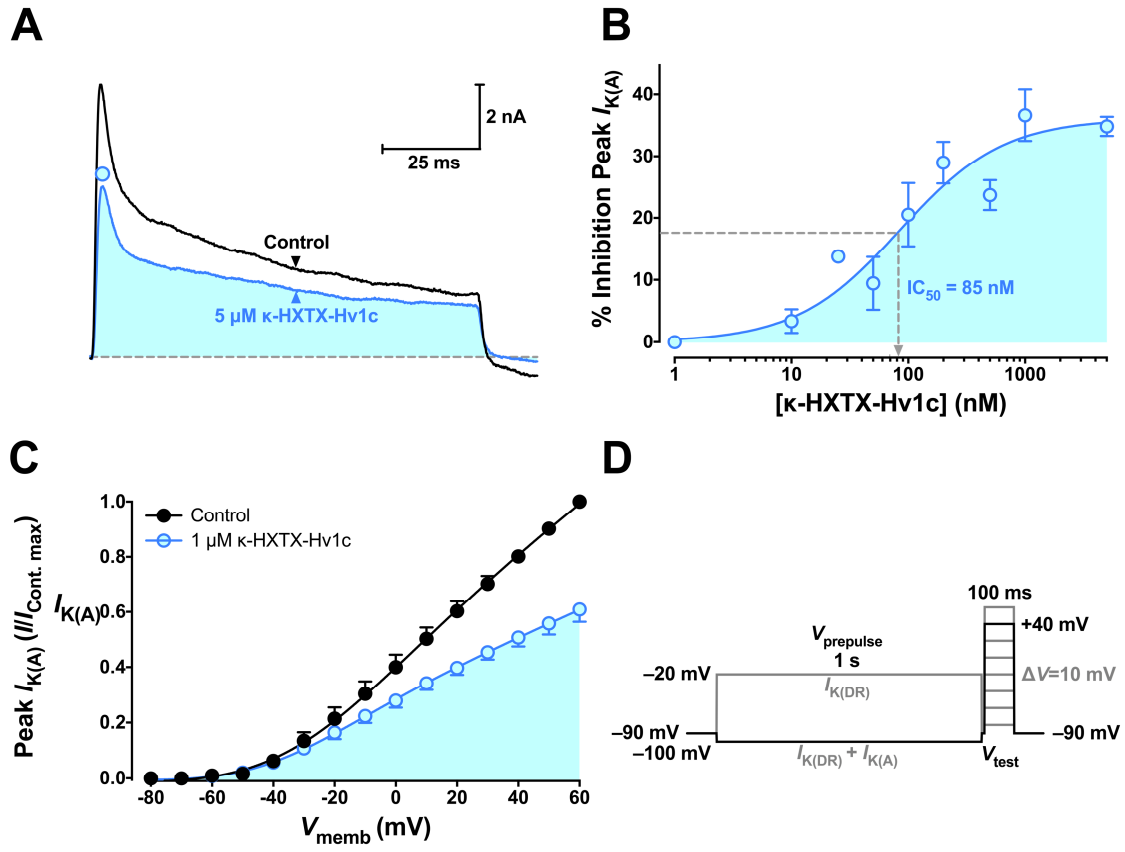 A
2 nA
25 ms
Control
5 µM κ-HXTX-Hv1c
B
% Inhibition Peak IK(A)
40
30
20
10
0
IC50 = 85 nM
1
10
100
1000
[κ-HXTX-Hv1c] (nM)
C
Peak IK(A) (I/ICont. max)
IK(A)
1.0
0.8
0.6
0.4
0.2
0.0
Control
1 µM κ-HXTX-Hv1c
-80
-60
-40
-20
0
20
40
60
Vmemb (mV)
D
100 ms
+40 mV
Vprepulse
1 s
–20 mV
IK(DR)
ΔV=10 mV
–90 mV
–100 mV
IK(DR) + IK(A)
–90 mV
Vtest